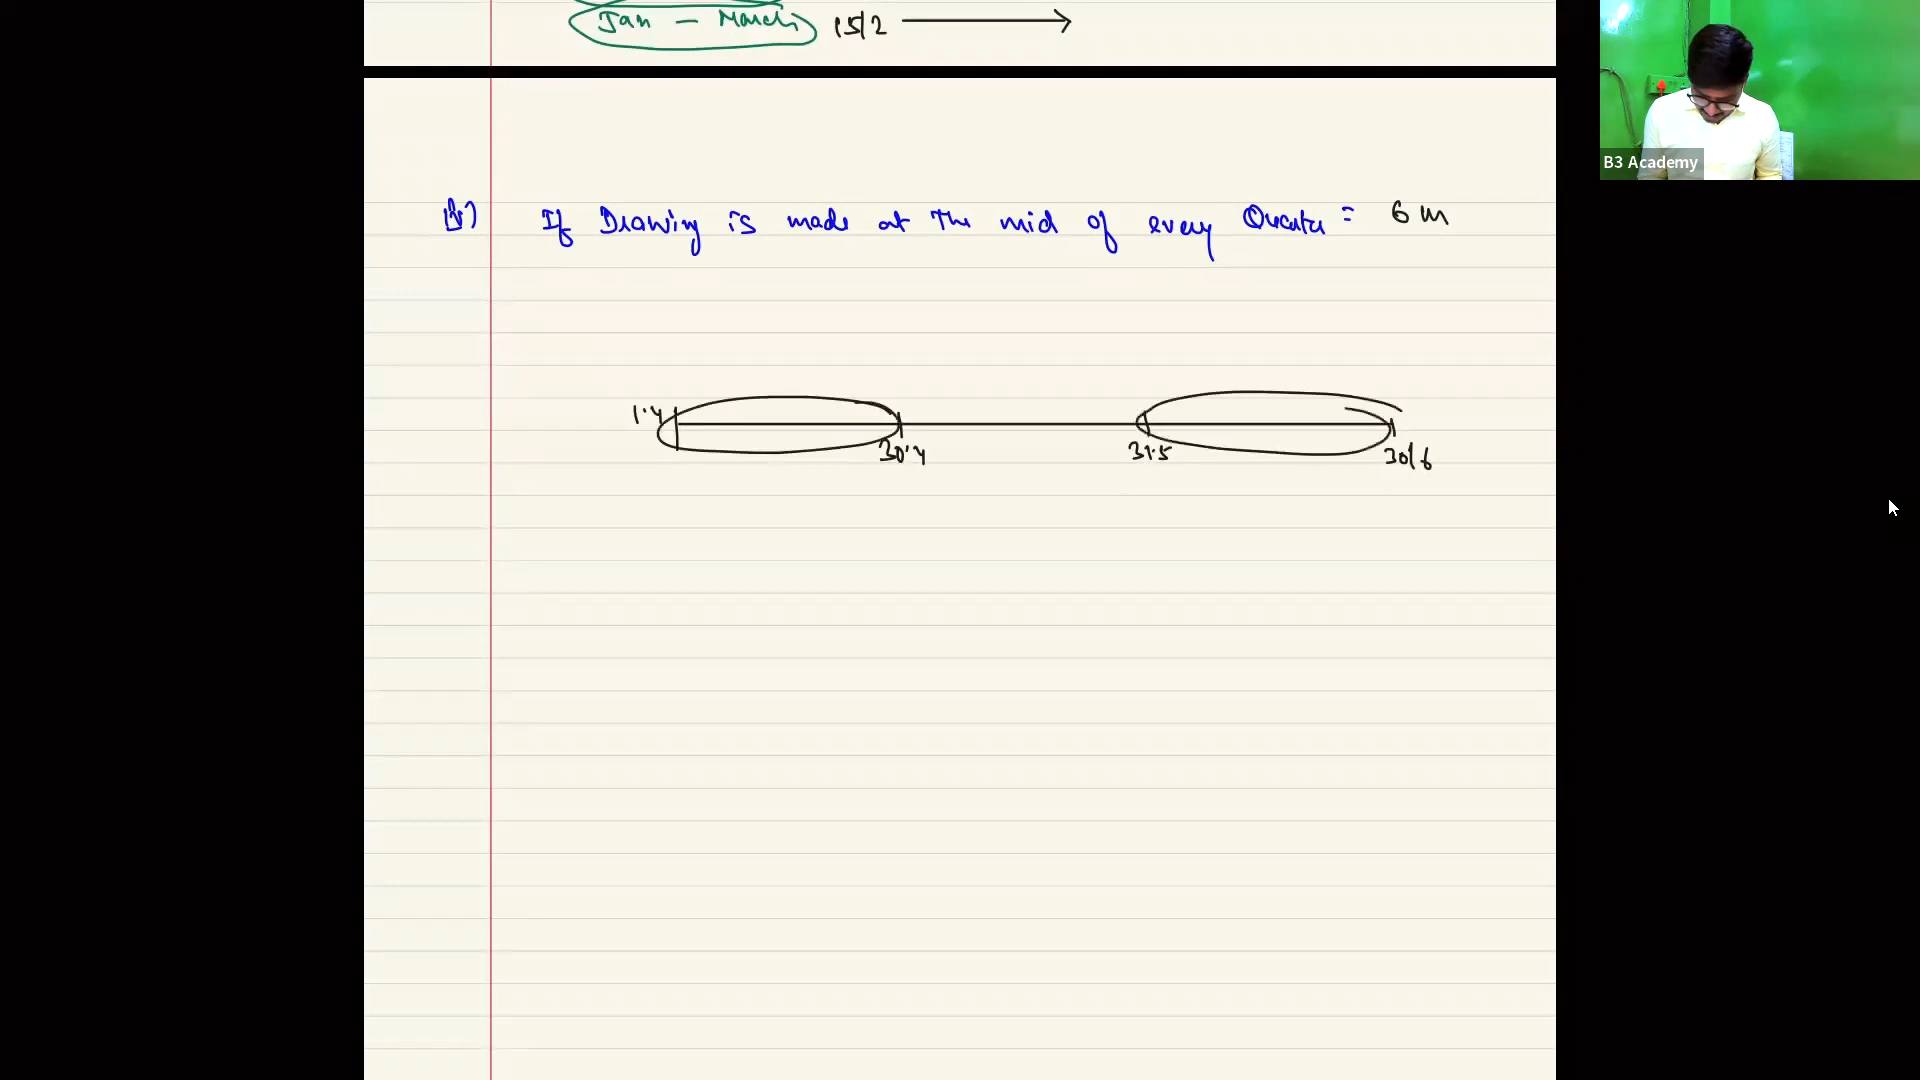 Jan - March 15/2
B3 Academy
If Drawing is made at the mid of every Quarter = 6 m
1.4
30.4 31.5 30/6